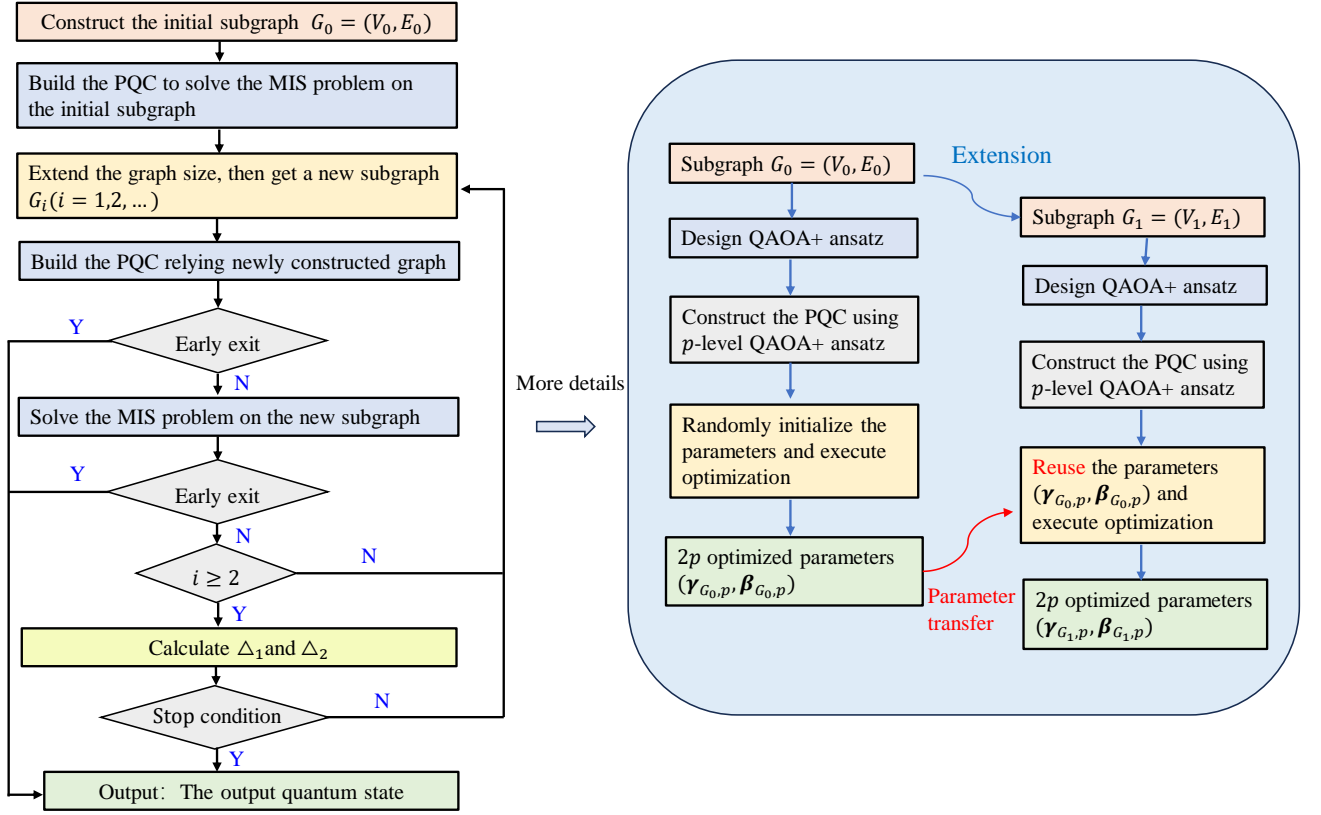 Construct the initial subgraph G₀ = (V₀, E₀)
Build the PQC to solve the MIS problem on
the initial subgraph
Extend the graph size, then get a new subgraph
Gᵢ(i = 1,2, …)
Build the PQC relying newly constructed graph
Y
Early exit
N
Solve the MIS problem on the new subgraph
Y
Early exit
N
i ≥ 2
N
Y
Calculate △₁and △₂
Stop condition
N
Y
Output: The output quantum state
More details
Subgraph G₀ = (V₀, E₀)
Design QAOA+ ansatz
Construct the PQC using
p-level QAOA+ ansatz
Randomly initialize the
parameters and execute
optimization
2p optimized parameters
(𝜸_{G₀,p}, 𝜷_{G₀,p})
Extension
Parameter
transfer
Subgraph G₁ = (V₁, E₁)
Design QAOA+ ansatz
Construct the PQC using
p-level QAOA+ ansatz
Reuse the parameters
(𝜸_{G₀,p}, 𝜷_{G₀,p}) and
execute optimization
2p optimized parameters
(𝜸_{G₁,p}, 𝜷_{G₁,p})